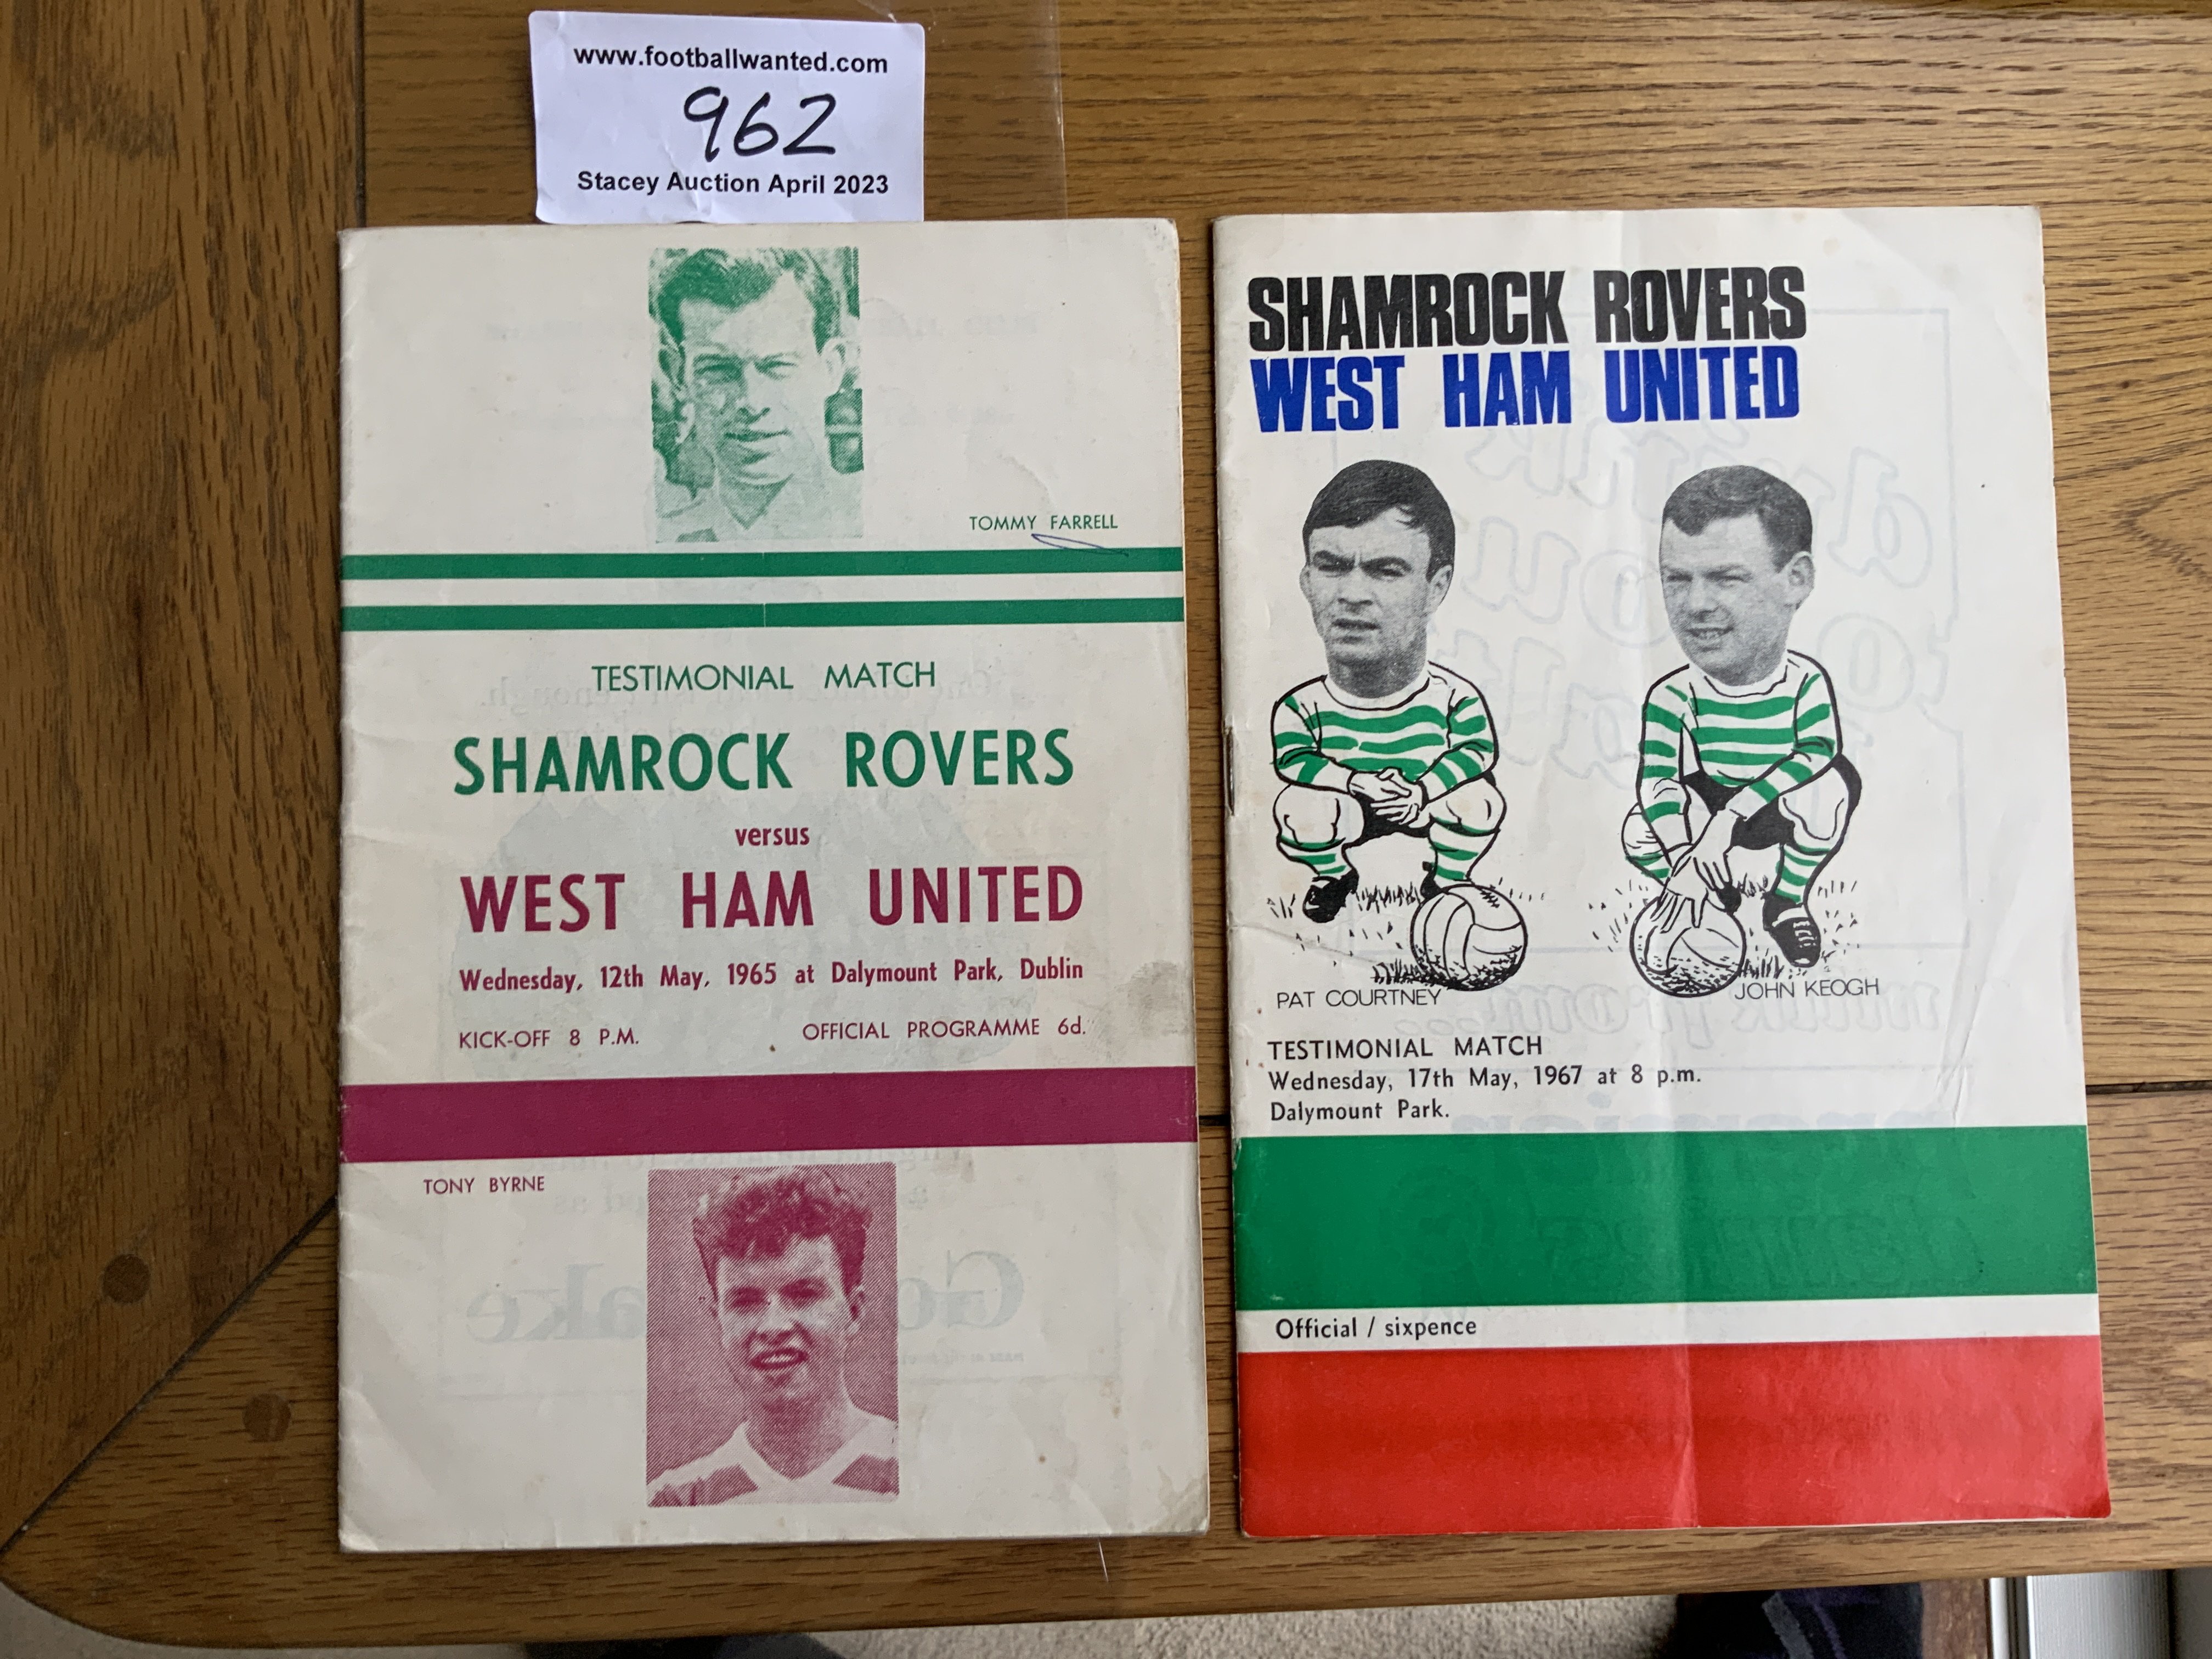 www.footballwanted.com
962
Stacey Auction April 2023
TOMMY FARRELL
TESTIMONIAL MATCH
SHAMROCK ROVERS
versus
WEST HAM UNITED
Wednesday, 12th May, 1965 at Dalymount Park, Dublin
KICK-OFF 8 P.M. OFFICIAL PROGRAMME 6d.
TONY BYRNE
SHAMROCK ROVERS
WEST HAM UNITED
PAT COURTNEY
JOHN KEOGH
TESTIMONIAL MATCH
Wednesday, 17th May, 1967 at 8 p.m.
Dalymount Park.
Official / sixpence